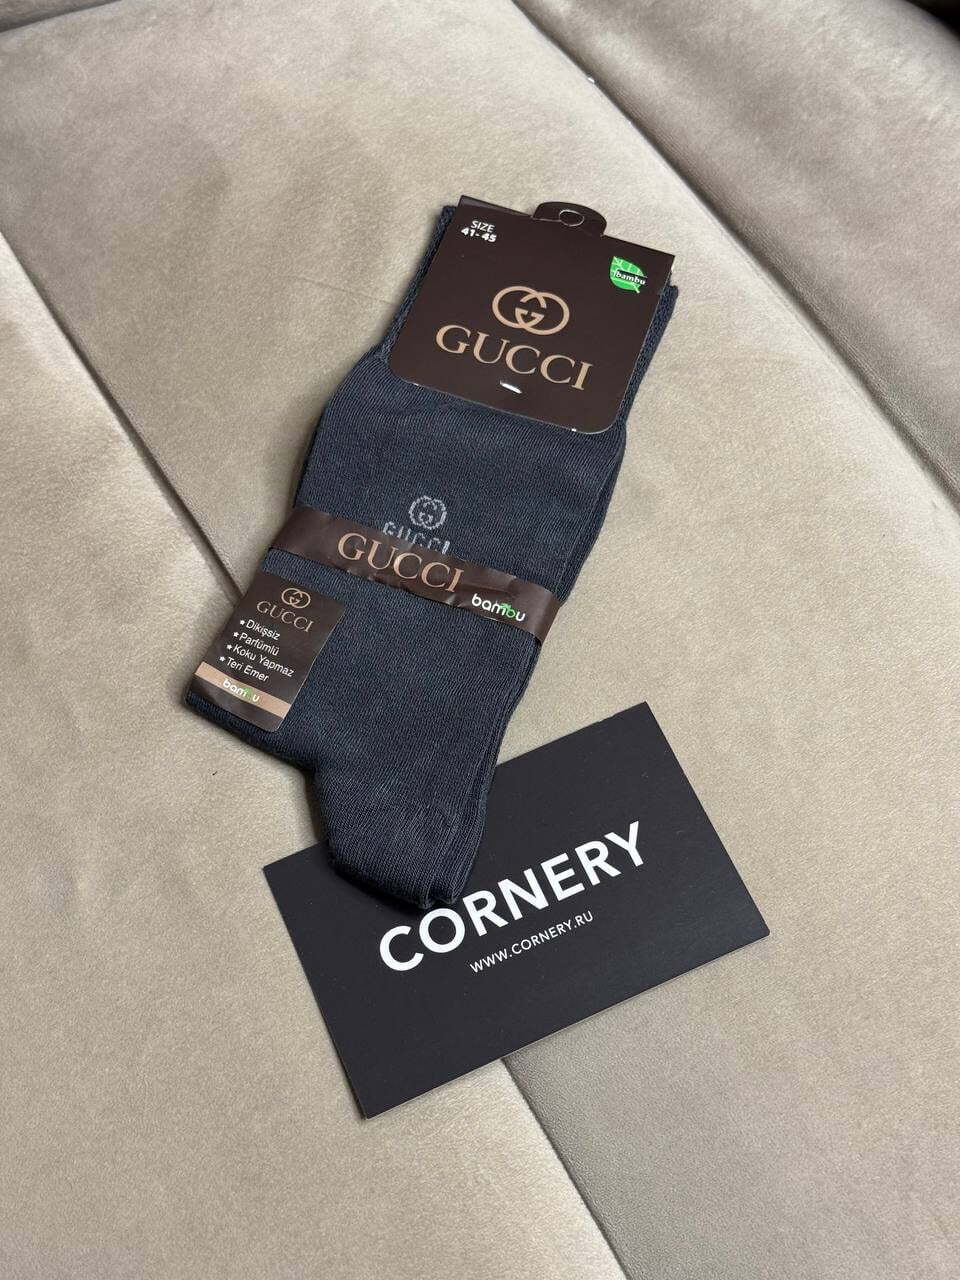 SIZE
41-45
bambu
GUCCI
GUCCI
GUCCI
bambu
GUCCI
★Dikişsiz
★Parfümlü
★Koku Yapmaz
★Teri Emer
bambu
CORNERY
WWW.CORNERY.RU